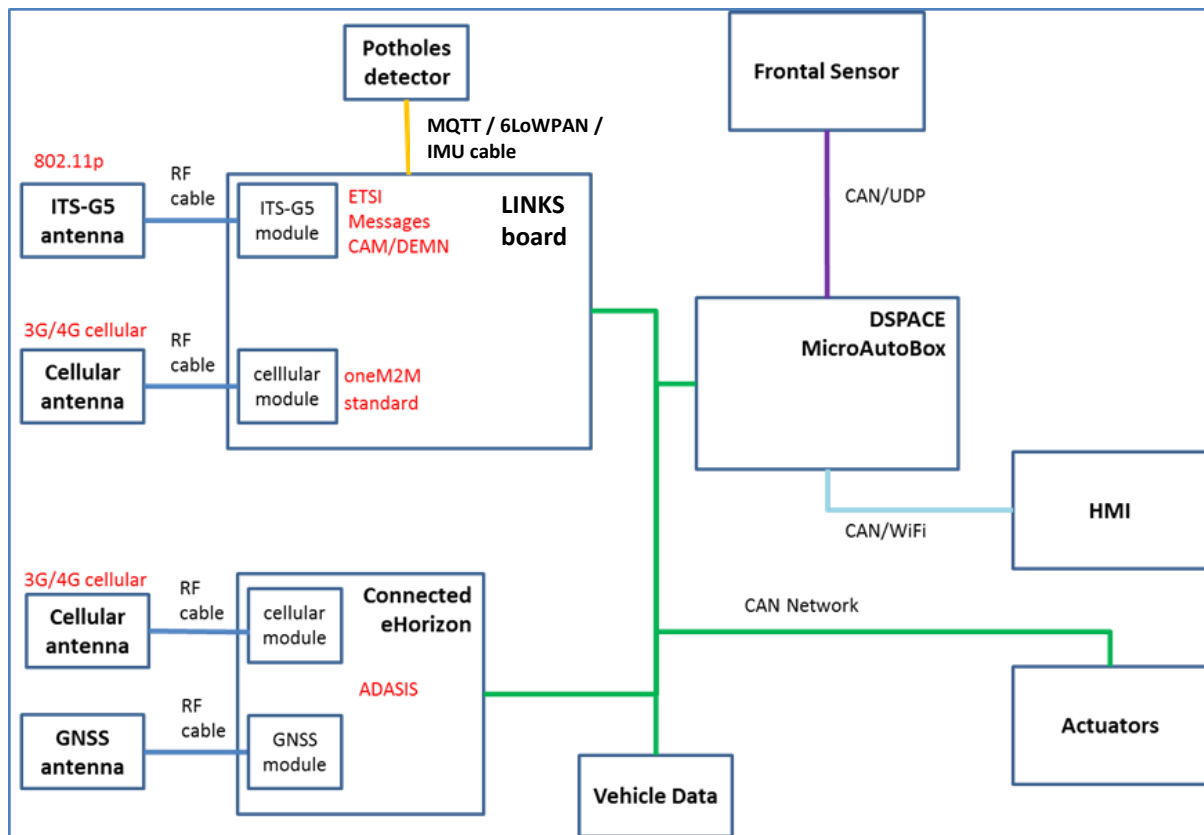 Potholes
detector
Frontal Sensor
MQTT / 6LoWPAN /
IMU cable
802.11p
RF
cable
ITS-G5
antenna
ITS-G5
module
ETSI
Messages
CAM/DEMN
LINKS
board
CAN/UDP
3G/4G cellular
RF
cable
Cellular
antenna
celllular
module
oneM2M
standard
DSPACE
MicroAutoBox
HMI
CAN/WiFi
3G/4G cellular
RF
cable
Cellular
antenna
cellular
module
Connected
eHorizon
CAN Network
ADASIS
RF
cable
GNSS
antenna
GNSS
module
Actuators
Vehicle Data